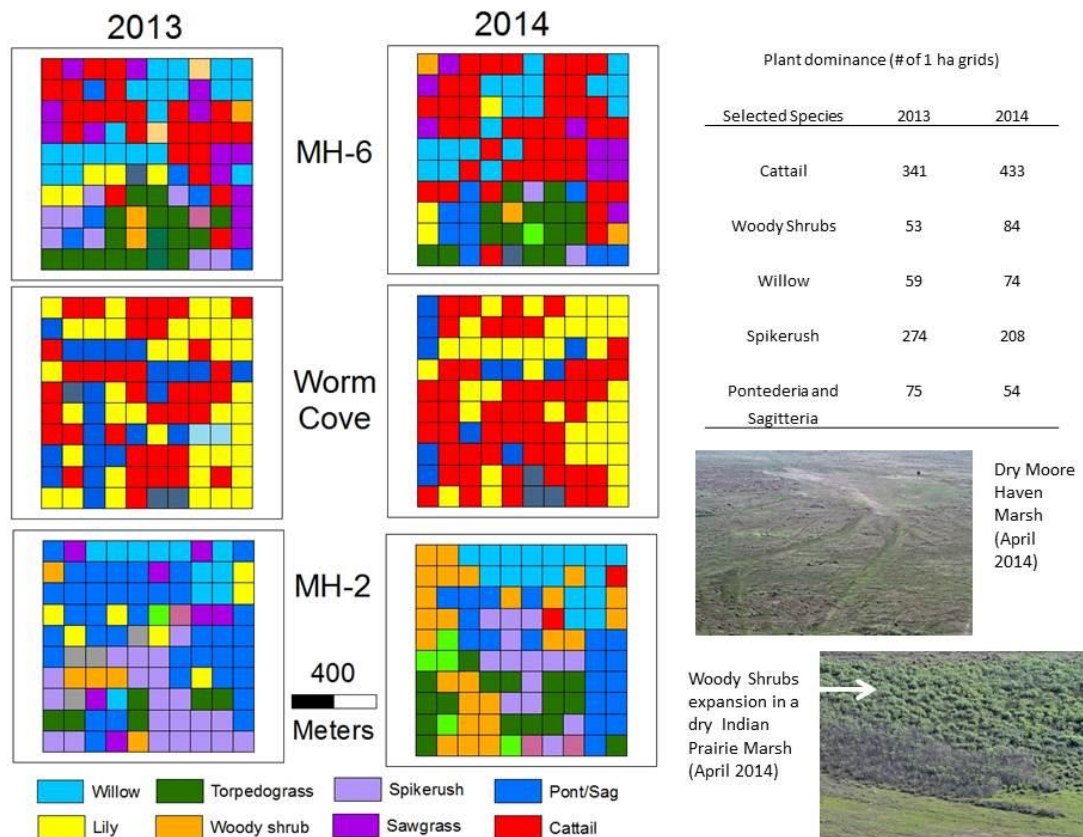 2013
2014
MH-6
Worm
Cove
MH-2
400
Meters
Willow
Torpedograss
Spikerush
Pont/Sag
Lily
Woody shrub
Sawgrass
Cattail
Plant dominance (# of 1 ha grids)
Selected Species 2013 2014
Cattail 341 433
Woody Shrubs 53 84
Willow 59 74
Spikerush 274 208
Pontederia and
Sagitteria 75 54
Dry Moore
Haven
Marsh
(April
2014)
Woody Shrubs
expansion in a
dry Indian
Prairie Marsh
(April 2014)